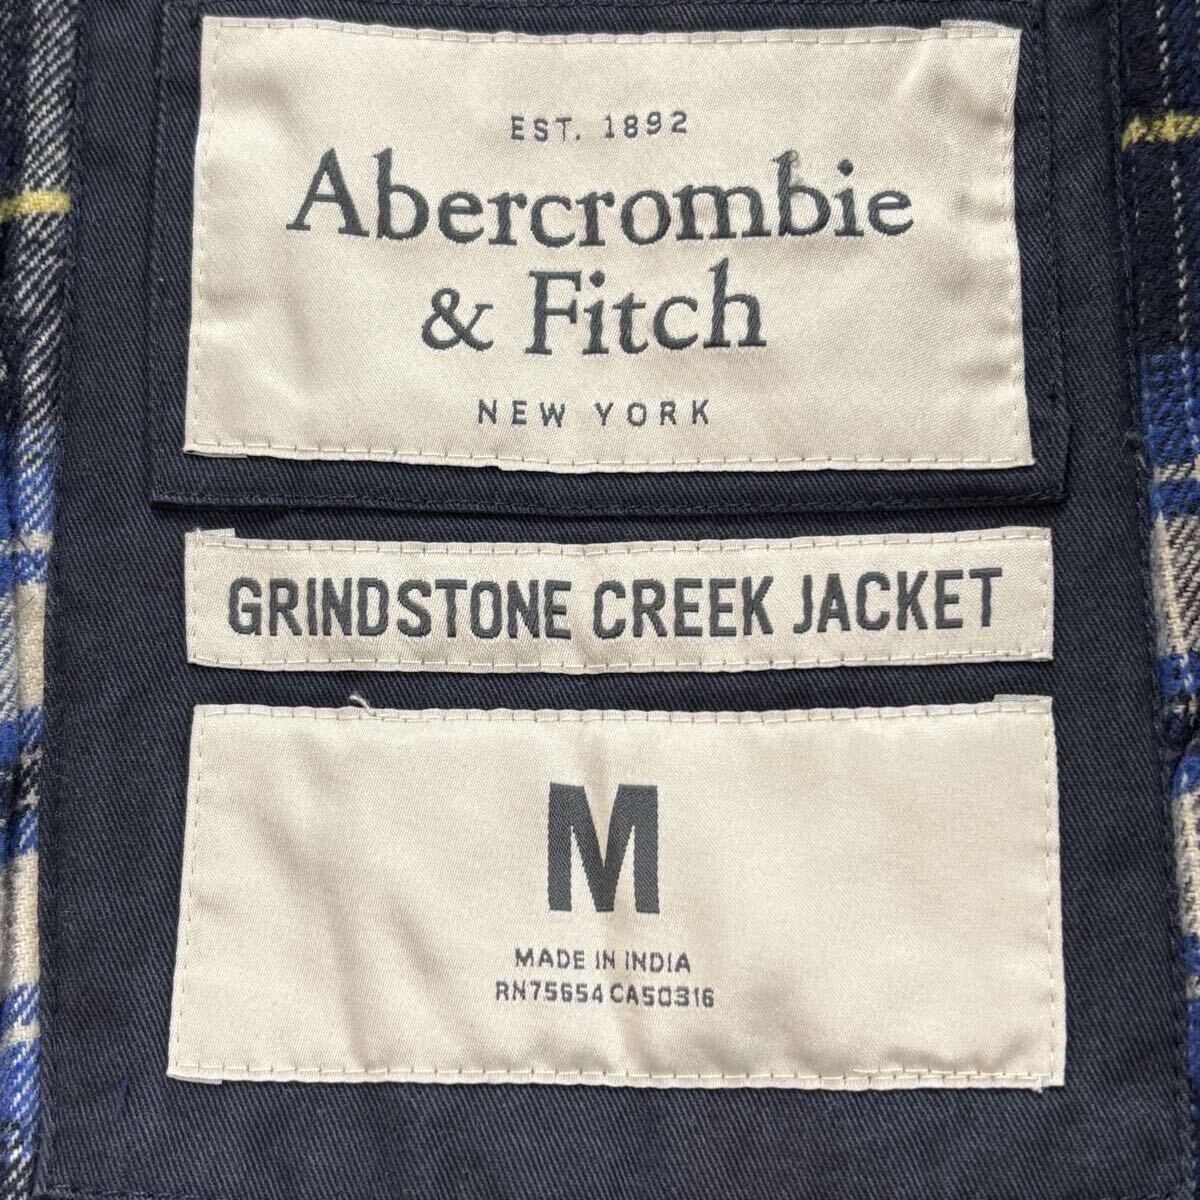 EST. 1892
Abercrombie
& Fitch
NEW YORK
GRINDSTONE CREEK JACKET
M
MADE IN INDIA
RN75654 CA50316